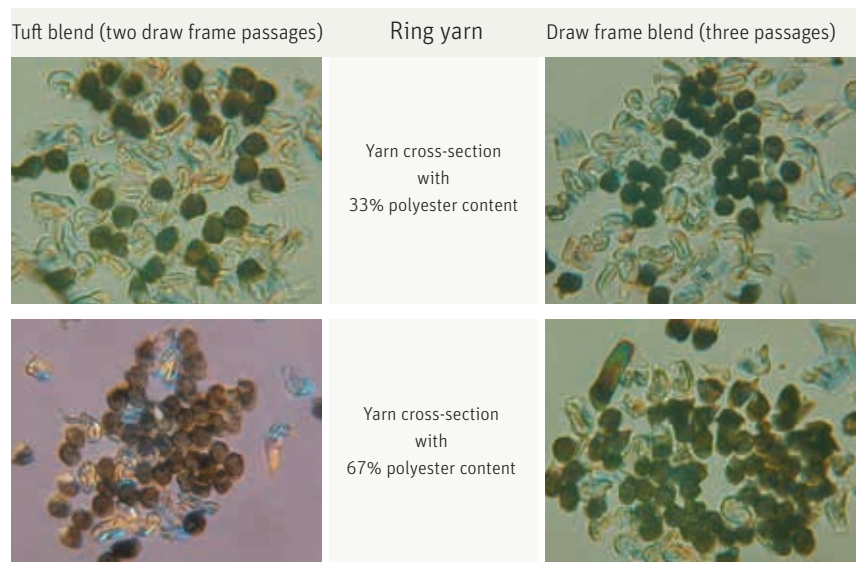 Tuft blend (two draw frame passages)
Ring yarn
Draw frame blend (three passages)
Yarn cross-section
with
33% polyester content
Yarn cross-section
with
67% polyester content